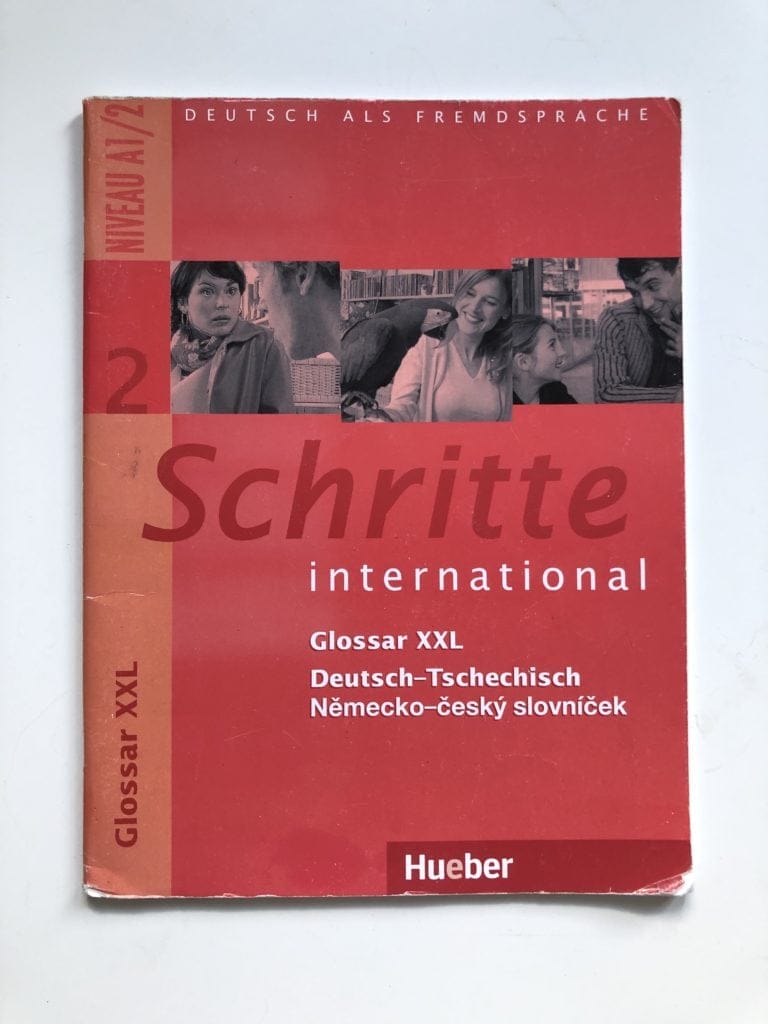 DEUTSCH ALS FREMDSPRACHE
NIVEAU A1/2
2
Schritte
international
Glossar XXL
Deutsch–Tschechisch
Německo–český slovníček
Glossar XXL
Hueber